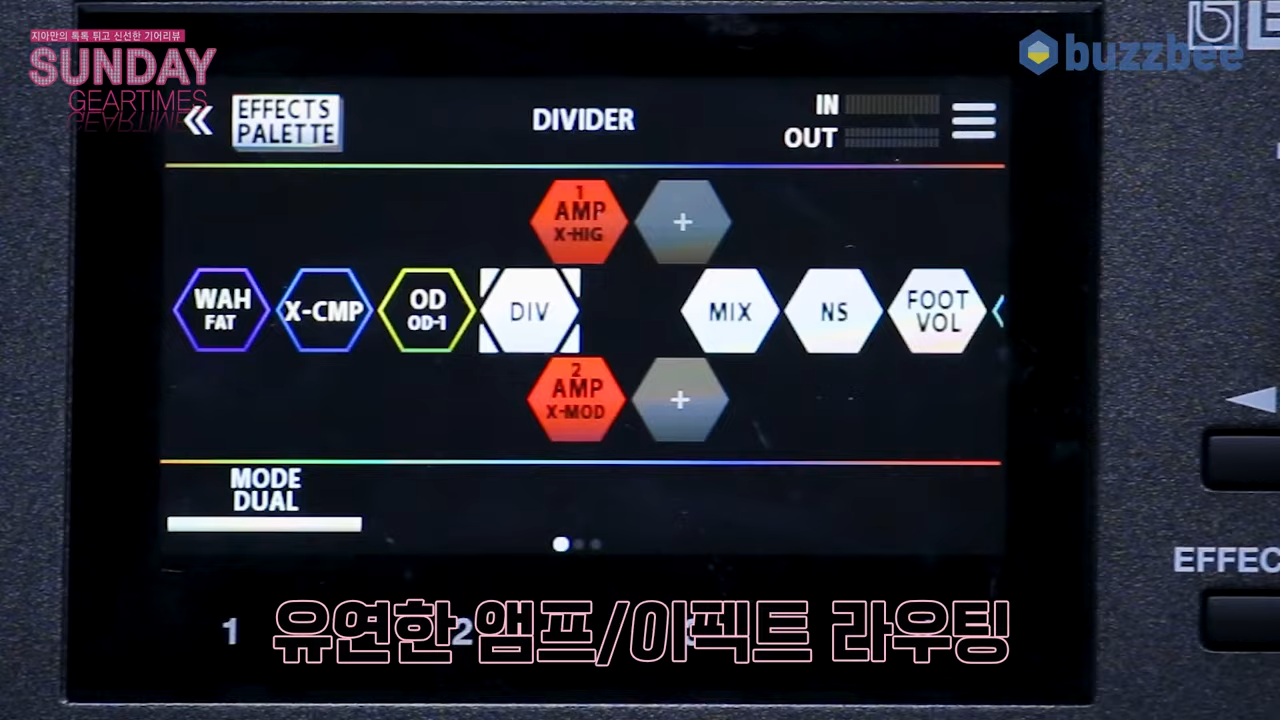 지아만의 톡톡 튀고 신선한 기어리뷰
SUNDAY
GEARTIMES
buzzbee
EFFECTS
PALETTE
DIVIDER
IN
OUT
1
AMP
X-HIG
+
WAH
FAT
X-CMP
OD
OD-1
DIV
MIX
NS
FOOT
VOL
2
AMP
X-MOD
+
MODE
DUAL
EFFEC
1
2
유연한 앰프/이펙트 라우팅